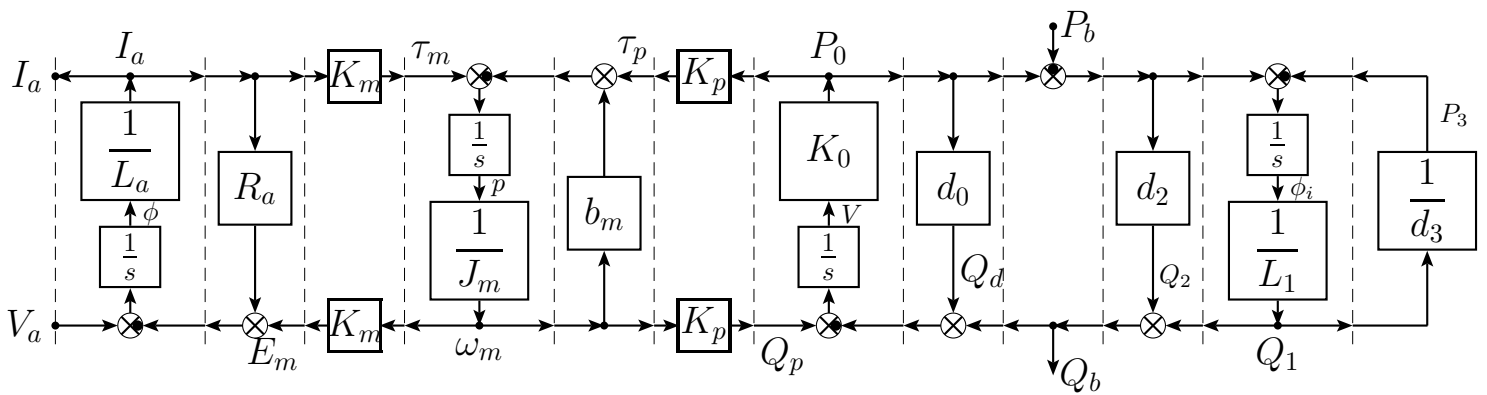 I_a
τ_m
τ_p
P_0
P_b
I_a
K_m
K_p
1/L_a
R_a
1/s
p
1/J_m
b_m
K_0
V
1/s
d_0
d_2
1/s
ϕ_i
1/L_1
P_3
1/d_3
ϕ
1/s
Q_d
Q_2
V_a
K_m
K_p
E_m
ω_m
Q_p
Q_b
Q_1